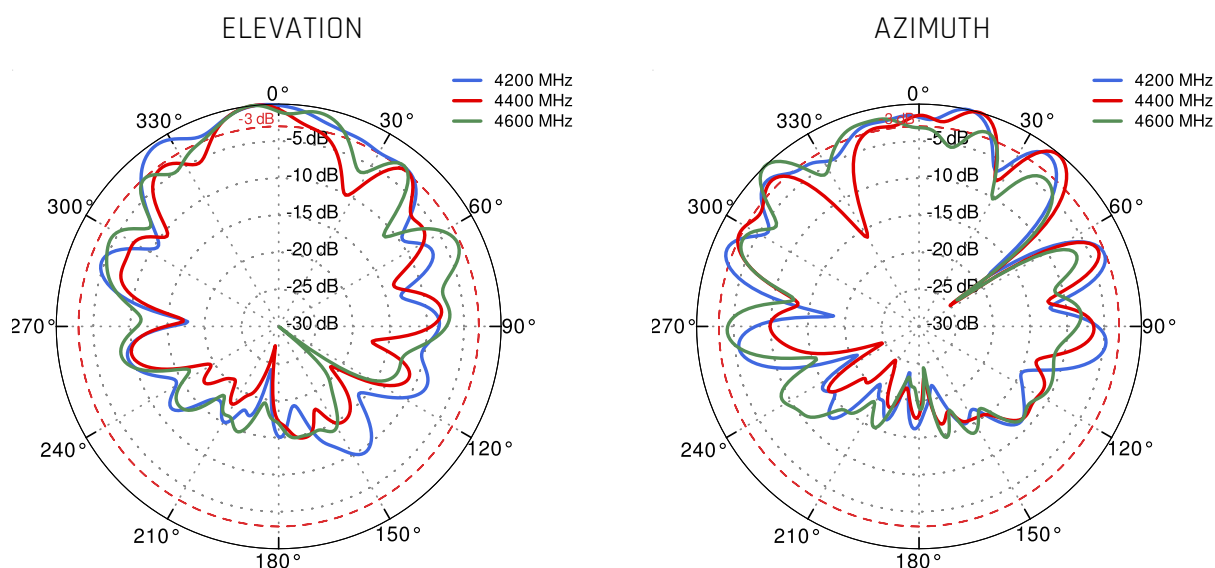 ELEVATION
4200 MHz
4400 MHz
4600 MHz
0°
30°
60°
90°
120°
150°
180°
210°
240°
270°
300°
330°
-3 dB
-5 dB
-10 dB
-15 dB
-20 dB
-25 dB
-30 dB
AZIMUTH
4200 MHz
4400 MHz
4600 MHz
0°
30°
60°
90°
120°
150°
180°
210°
240°
270°
300°
330°
-3 dB
-5 dB
-10 dB
-15 dB
-20 dB
-25 dB
-30 dB